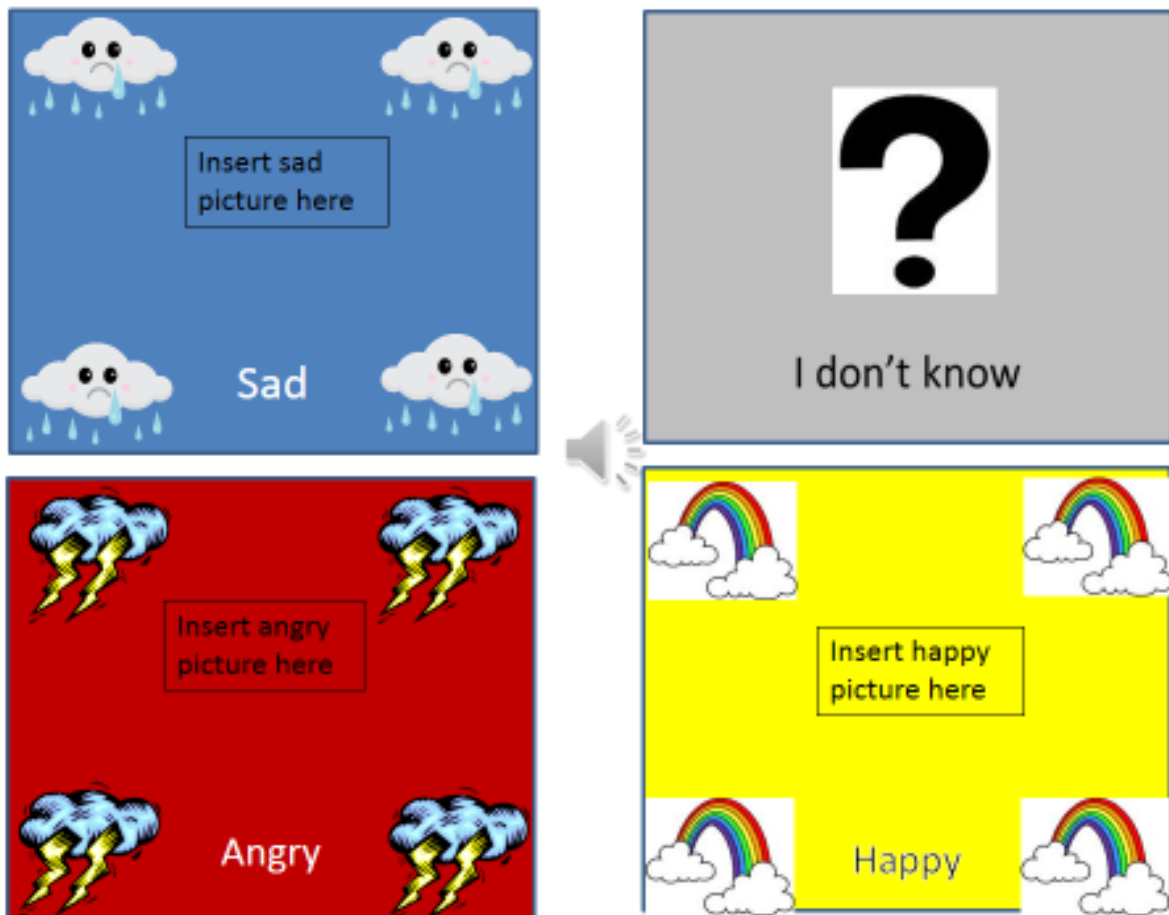 Insert sad
picture here
Sad
?
I don't know
Insert angry
picture here
Angry
Insert happy
picture here
Happy